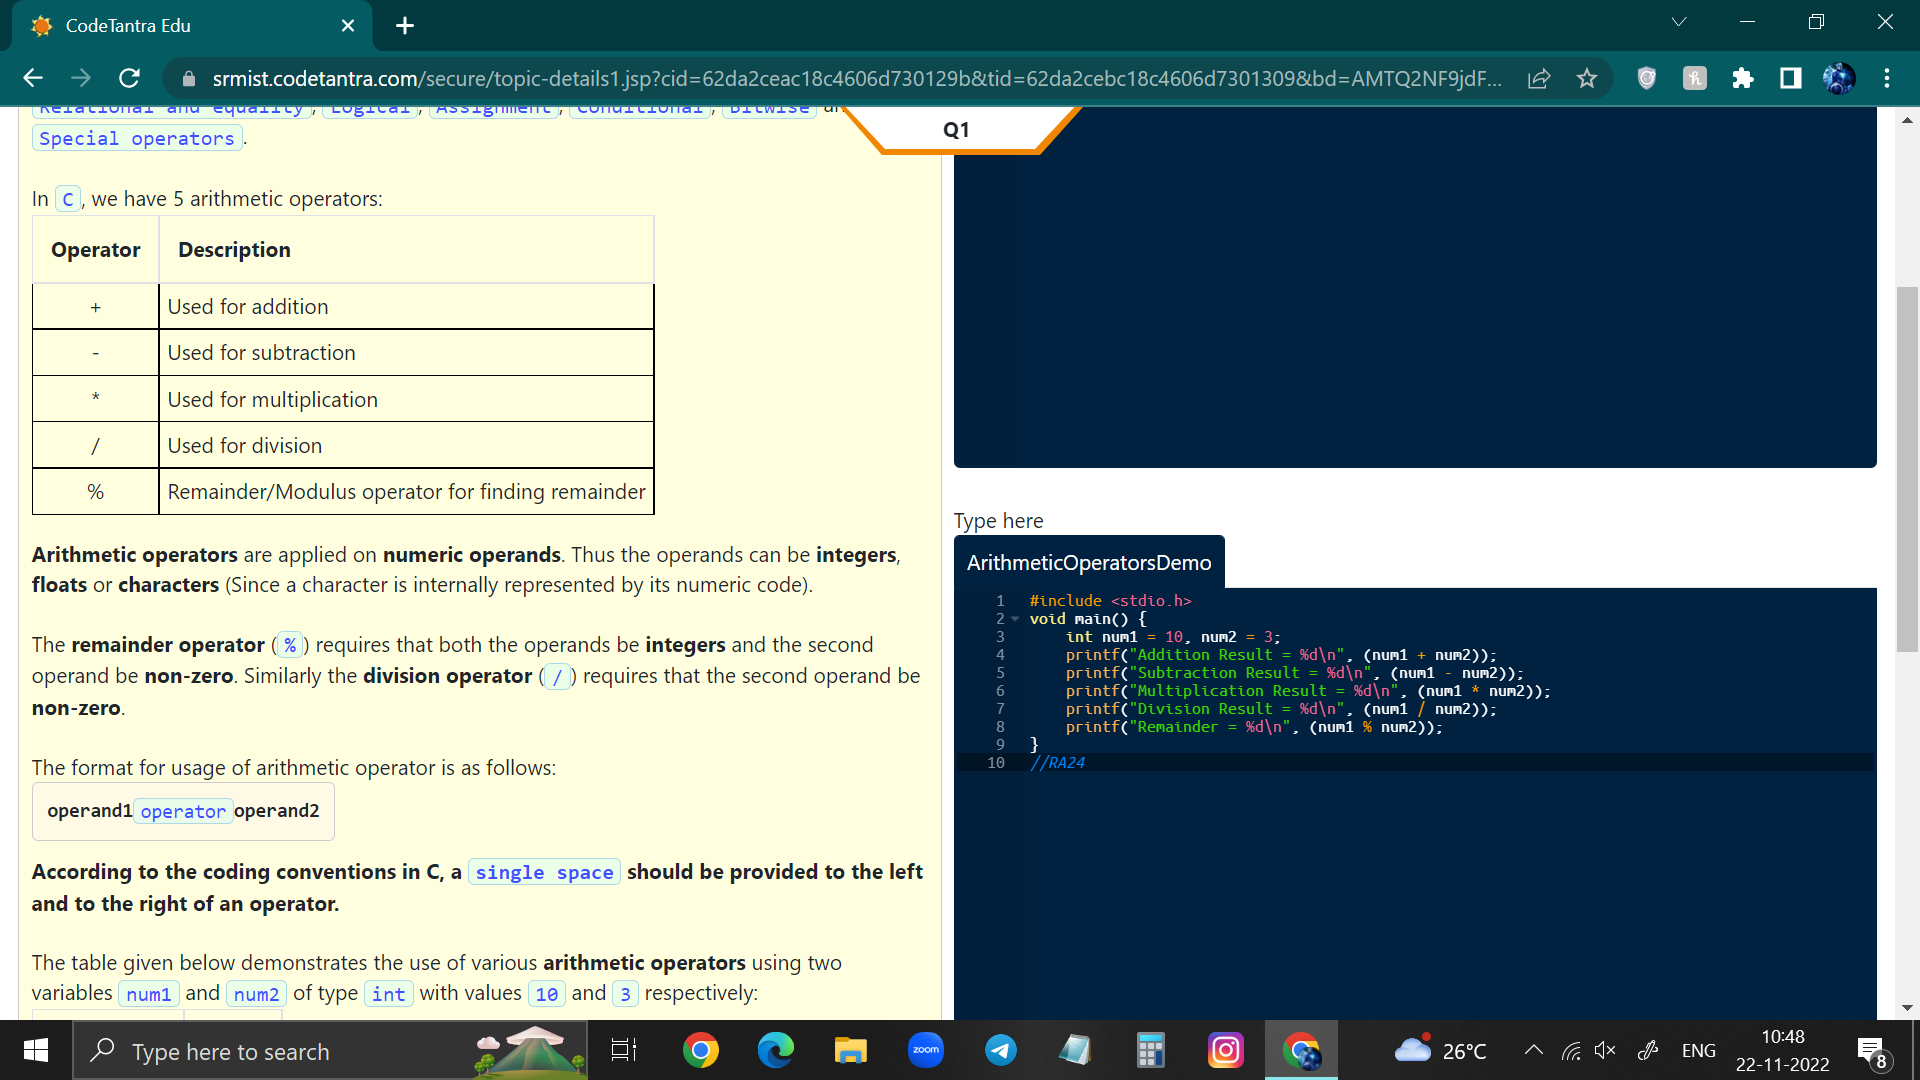 CodeTantra Edu
srmist.codetantra.com/secure/topic-details1.jsp?cid=62da2ceac18c4606d730129b&tid=62da2cebc18c4606d7301309&bd=AMTQ2NF9jdF...
Relational and equality, Logical, Assignment, Conditional, Bitwise an
Special operators.
Q1
In C, we have 5 arithmetic operators:
Operator Description
+ Used for addition
- Used for subtraction
* Used for multiplication
/ Used for division
% Remainder/Modulus operator for finding remainder
Arithmetic operators are applied on numeric operands. Thus the operands can be integers,
floats or characters (Since a character is internally represented by its numeric code).
The remainder operator (%) requires that both the operands be integers and the second
operand be non-zero. Similarly the division operator (/) requires that the second operand be
non-zero.
The format for usage of arithmetic operator is as follows:
operand1 operator operand2
According to the coding conventions in C, a single space should be provided to the left
and to the right of an operator.
The table given below demonstrates the use of various arithmetic operators using two
variables num1 and num2 of type int with values 10 and 3 respectively:
Type here
ArithmeticOperatorsDemo
1 #include <stdio.h>
2 void main() {
3 int num1 = 10, num2 = 3;
4 printf("Addition Result = %d\n", (num1 + num2));
5 printf("Subtraction Result = %d\n", (num1 - num2));
6 printf("Multiplication Result = %d\n", (num1 * num2));
7 printf("Division Result = %d\n", (num1 / num2));
8 printf("Remainder = %d\n", (num1 % num2));
9 }
10 //RA24
Type here to search
zoom
26°C
ENG
10:48
22-11-2022
8